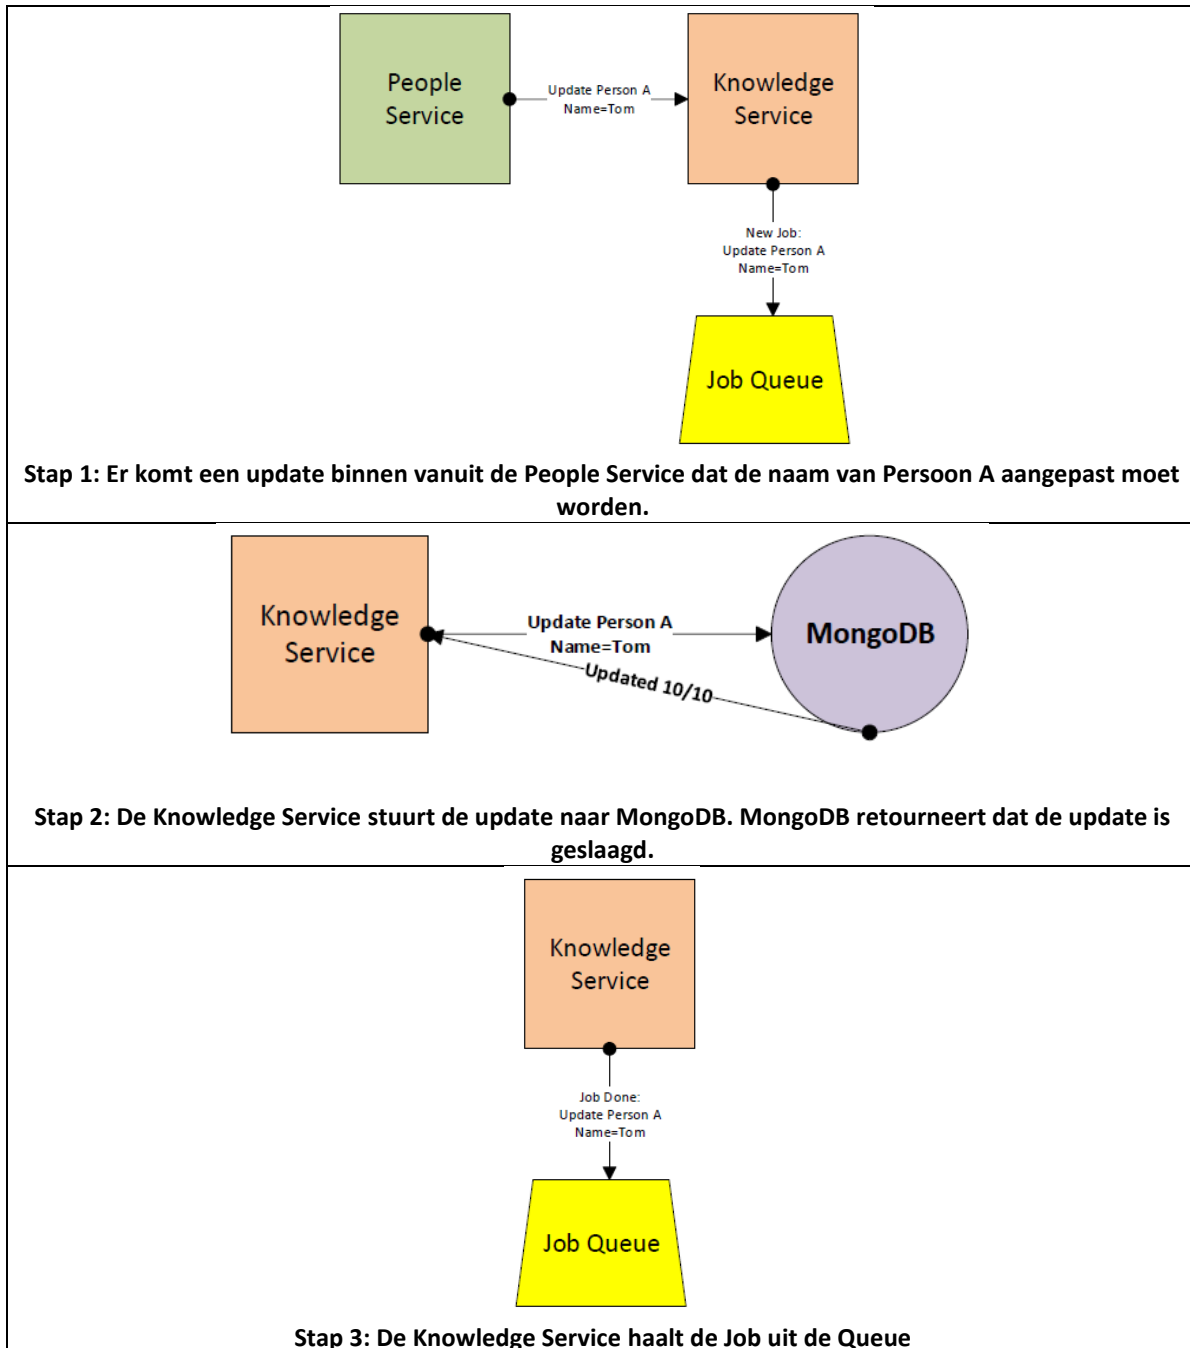 People
Service
Update Person A
Name=Tom
Knowledge
Service
New Job:
Update Person A
Name=Tom
Job Queue
Stap 1: Er komt een update binnen vanuit de People Service dat de naam van Persoon A aangepast moet
worden.
Knowledge
Service
Update Person A
Name=Tom
Updated 10/10
MongoDB
Stap 2: De Knowledge Service stuurt de update naar MongoDB. MongoDB retourneert dat de update is
geslaagd.
Knowledge
Service
Job Done:
Update Person A
Name=Tom
Job Queue
Stap 3: De Knowledge Service haalt de Job uit de Queue